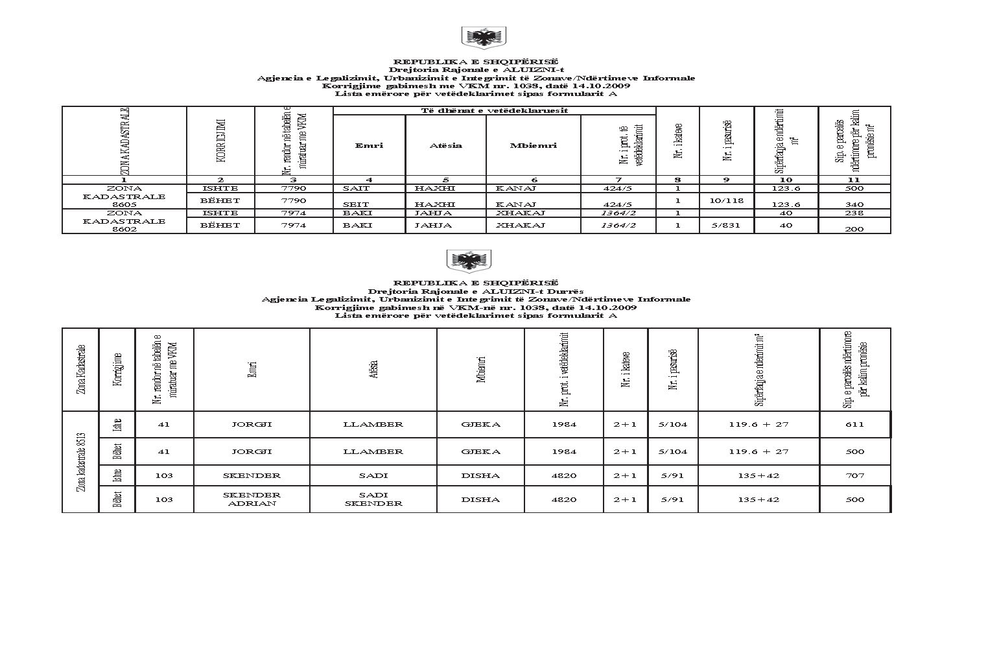 REPUBLIKA E SHQIPËRISË
Drejtoria Rajonale e ALUIZNI-t
Agjencia e Legalizimit, Urbanizimit e Integrimit të Zonave/Ndërtimeve Informale
Korrigjime gabimesh me VKM nr. 1038, datë 14.10.2009
Lista emërore për vetëdeklarimet sipas formularit A
ZONA KADASTRALE
KORRIGJIMI
Nr. rendor në tabelën e
miratuar me VKM
Të dhënat e vetëdeklaruesit
Emri
Atësia
Mbiemri
Nr. i prot. të
vetëdeklarimit
Nr. i kateve
Nr. i pasurisë
Sipërfaqja e ndërtimit
m²
Sip. e parcelës
ndërtimore për kalim
pronësie m²
1 2 3 4 5 6 7 8 9 10 11
ZONA
KADASTRALE
8605
ISHTE 7790 SAIT HAXHI KANAJ 424/5 1 123.6 500
BËHET 7790 SEIT HAXHI KANAJ 424/5 1 10/118 123.6 340
ZONA
KADASTRALE
8602
ISHTE 7974 BAKI JAHJA XHAKAJ 1364/2 1 40 238
BËHET 7974 BAKI JAHJA XHAKAJ 1364/2 1 5/831 40 200
REPUBLIKA E SHQIPËRISË
Drejtoria Rajonale e ALUIZNI-t Durrës
Agjencia Legalizimit, Urbanizimit e Integrimit të Zonave/Ndërtimeve Informale
Korrigjime gabimesh në VKM-në nr. 1038, datë 14.10.2009
Lista emërore për vetëdeklarimet sipas formularit A
Zona Kadastrale
Korrigjime
Nr. rendor në tabelën e
miratuar me VKM
Emri
Atësia
Mbiemri
Nr. prot. i vetëdeklarimit
Nr. i kateve
Nr. i pasurisë
Sipërfaqja e nderimit m²
Sip. e parcelës ndërtimore
për kalim pronësie
Zona kadastrale 8513
Ishte 41 JORGJI LLAMBER GJEKA 1984 2+1 5/104 119.6 + 27 611
Bëhet 41 JORGJI LLAMBER GJEKA 1984 2+1 5/104 119.6 + 27 500
Ishte 103 SKENDER SADI DISHA 4820 2+1 5/91 135+42 707
Bëhet 103 SKENDER
ADRIAN SADI
SKENDER DISHA 4820 2+1 5/91 135+42 500